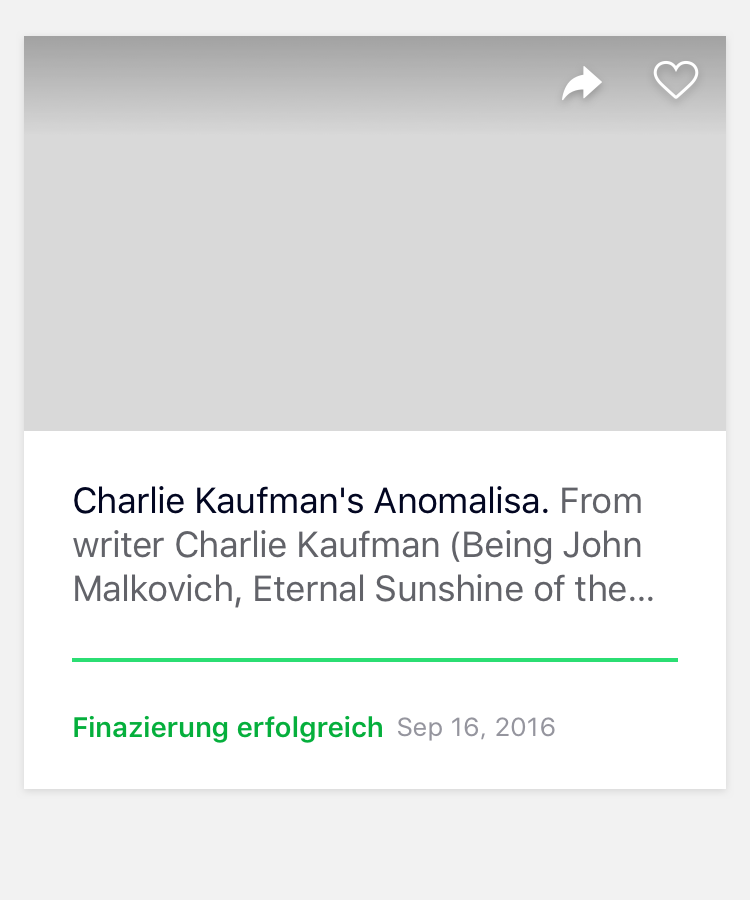 Charlie Kaufman's Anomalisa. From
writer Charlie Kaufman (Being John
Malkovich, Eternal Sunshine of the...
Finazierung erfolgreich Sep 16, 2016